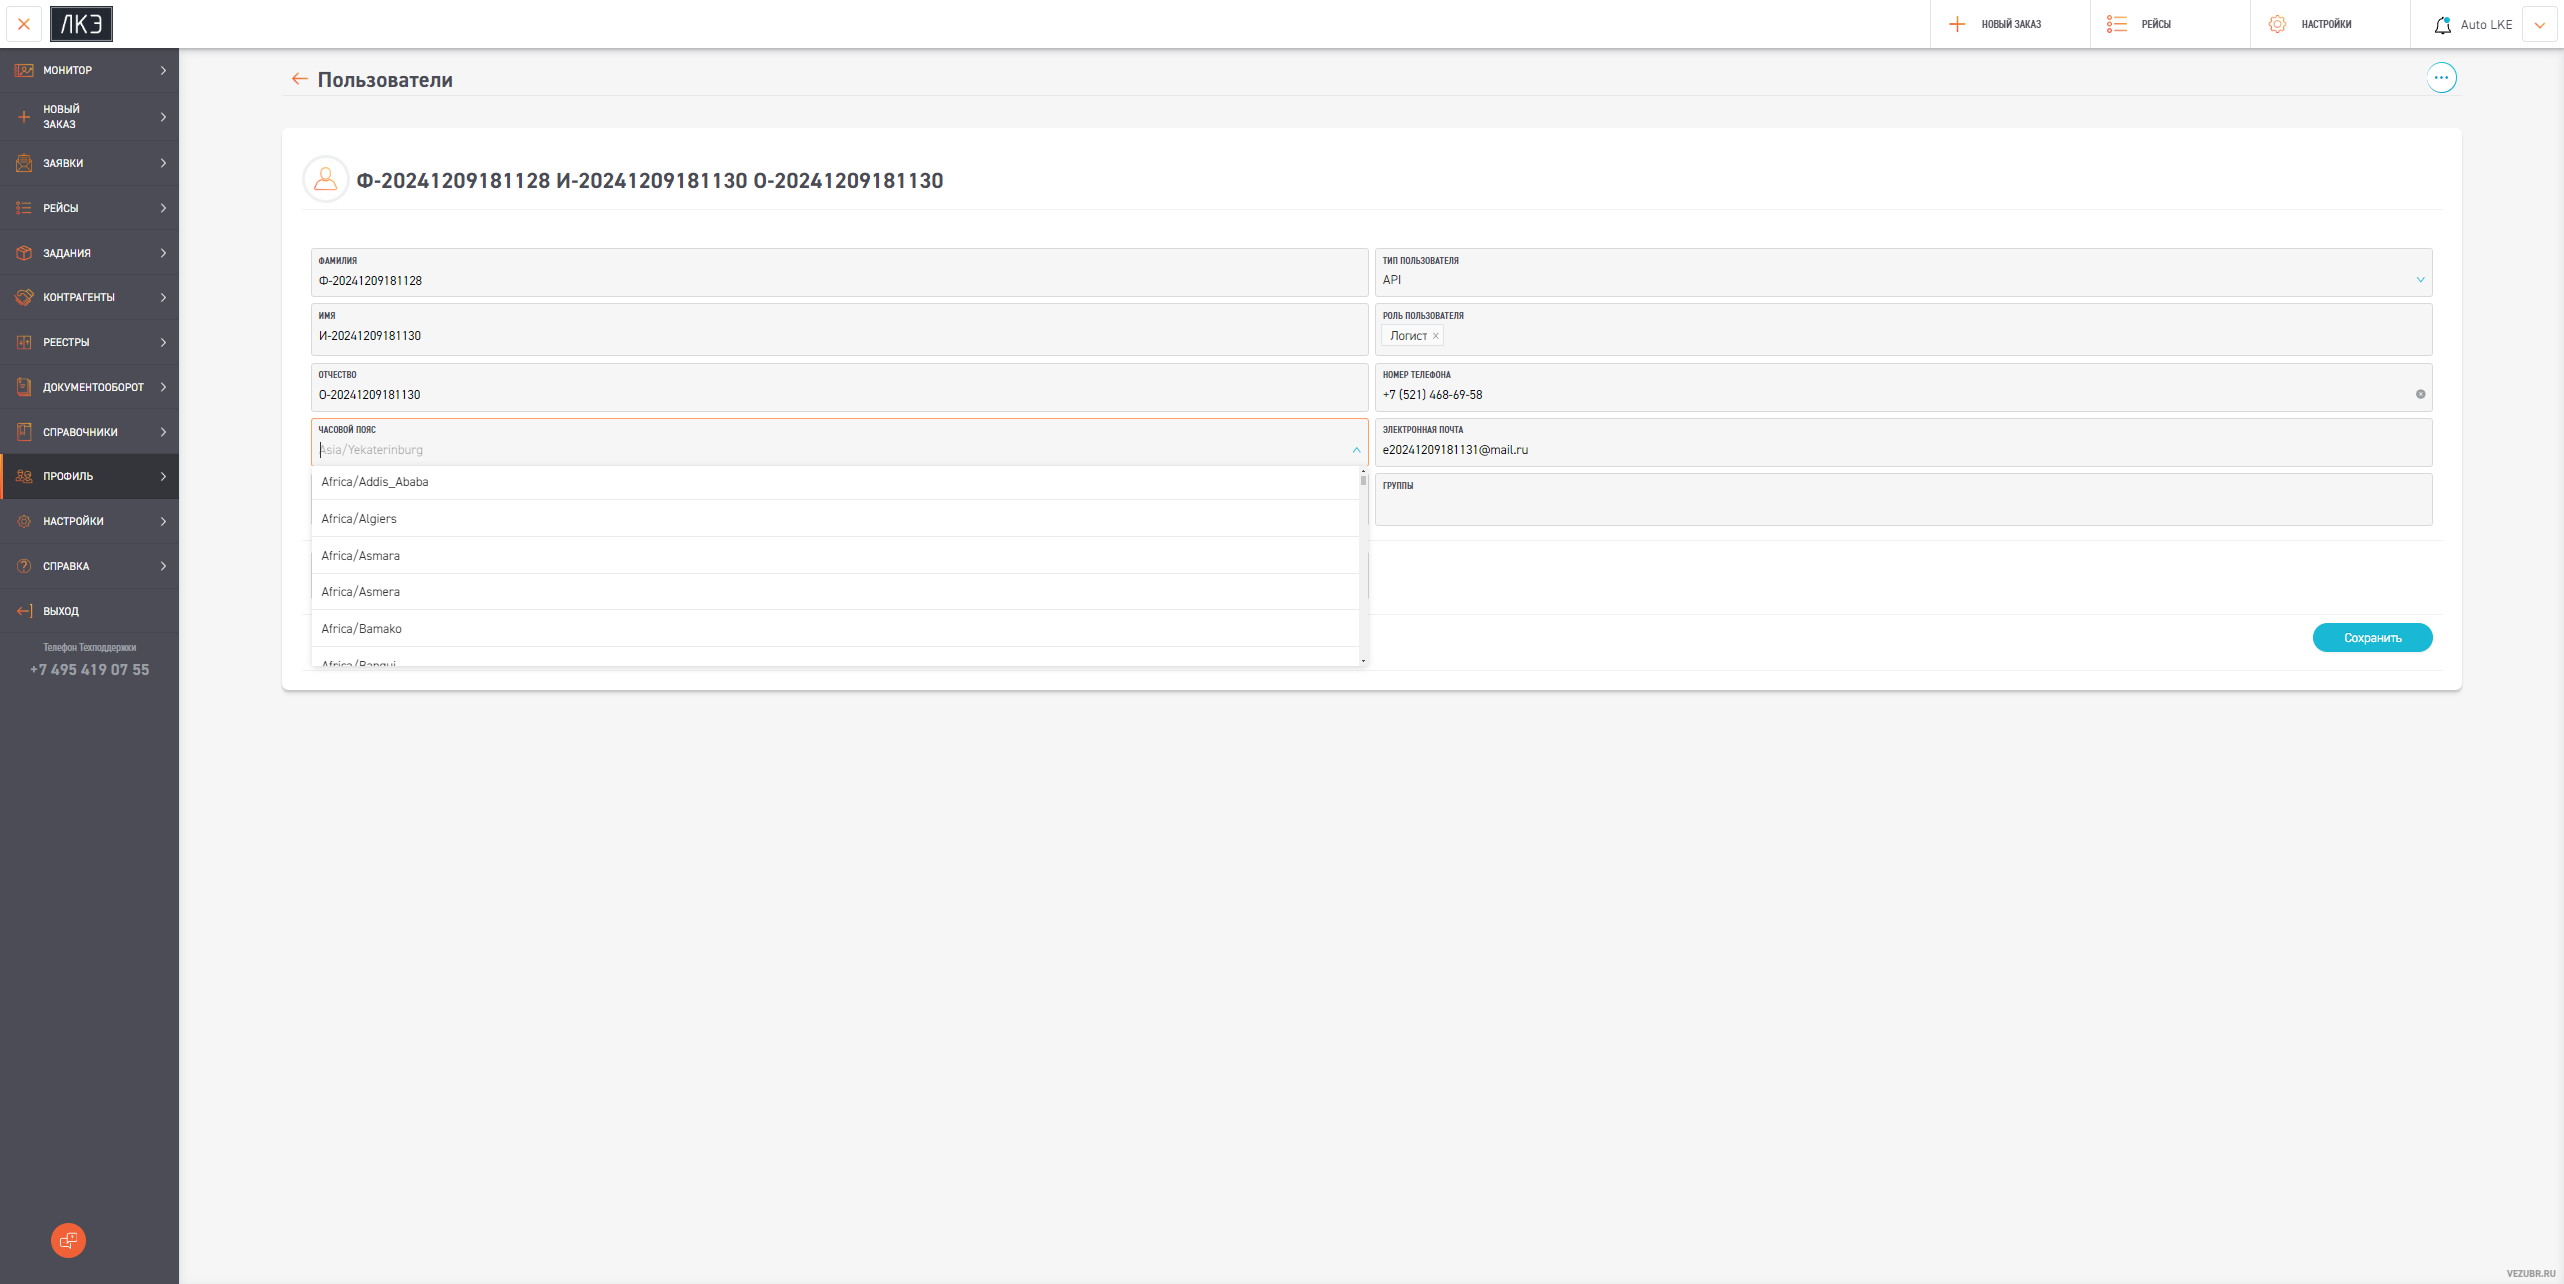 ЛКЭ
НОВЫЙ ЗАКАЗ
РЕЙСЫ
НАСТРОЙКИ
Auto LKE
МОНИТОР
НОВЫЙ
ЗАКАЗ
ЗАЯВКИ
РЕЙСЫ
ЗАДАНИЯ
КОНТРАГЕНТЫ
РЕЕСТРЫ
ДОКУМЕНТООБОРОТ
СПРАВОЧНИКИ
ПРОФИЛЬ
НАСТРОЙКИ
СПРАВКА
ВЫХОД
Телефон Техподдержки
+7 495 419 07 55
Пользователи
Ф-20241209181128 И-20241209181130 О-20241209181130
ФАМИЛИЯ
Ф-20241209181128
ТИП ПОЛЬЗОВАТЕЛЯ
API
ИМЯ
И-20241209181130
РОЛЬ ПОЛЬЗОВАТЕЛЯ
Логист ×
ОТЧЕСТВО
О-20241209181130
НОМЕР ТЕЛЕФОНА
+7 (521) 468-69-58
ЧАСОВОЙ ПОЯС
Asia/Yekaterinburg
ЭЛЕКТРОННАЯ ПОЧТА
e20241209181131@mail.ru
ГРУППЫ
Africa/Addis_Ababa
Africa/Algiers
Africa/Asmara
Africa/Asmera
Africa/Bamako
Africa/Bangui
Сохранить
VEZUBR.RU